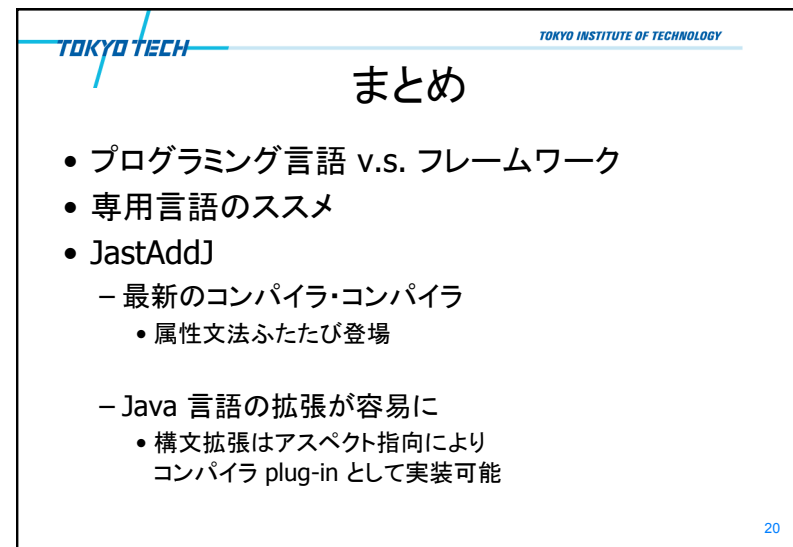 TOKYO TECH
TOKYO INSTITUTE OF TECHNOLOGY
まとめ
• プログラミング言語 v.s. フレームワーク
• 専用言語のススメ
• JastAddJ
– 最新のコンパイラ・コンパイラ
• 属性文法ふたたび登場
– Java 言語の拡張が容易に
• 構文拡張はアスペクト指向により
コンパイラ plug-in として実装可能
20